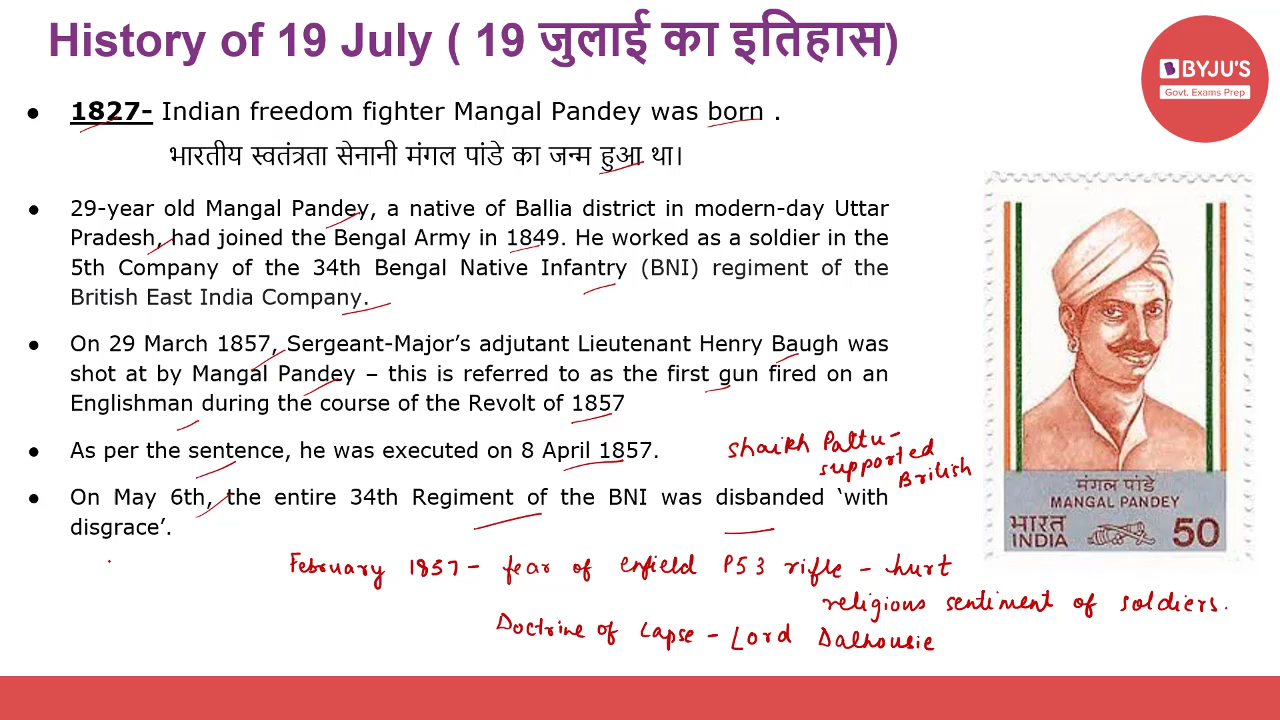 History of 19 July ( 19 जुलाई का इतिहास)
BYJU'S
Govt. Exams Prep
● 1827- Indian freedom fighter Mangal Pandey was born .
भारतीय स्वतंत्रता सेनानी मंगल पांडे का जन्म हुआ था।
● 29-year old Mangal Pandey, a native of Ballia district in modern-day Uttar
Pradesh, had joined the Bengal Army in 1849. He worked as a soldier in the
5th Company of the 34th Bengal Native Infantry (BNI) regiment of the
British East India Company.
● On 29 March 1857, Sergeant-Major’s adjutant Lieutenant Henry Baugh was
shot at by Mangal Pandey – this is referred to as the first gun fired on an
Englishman during the course of the Revolt of 1857
● As per the sentence, he was executed on 8 April 1857.
Shaikh Paltu-
supported
British
● On May 6th, the entire 34th Regiment of the BNI was disbanded ‘with
disgrace’.
मंगल पांडे
MANGAL PANDEY
भारत
INDIA
50
February 1857 - fear of enfield P53 rifle - hurt
religious sentiment of soldiers.
Doctrine of Lapse - Lord Dalhousie